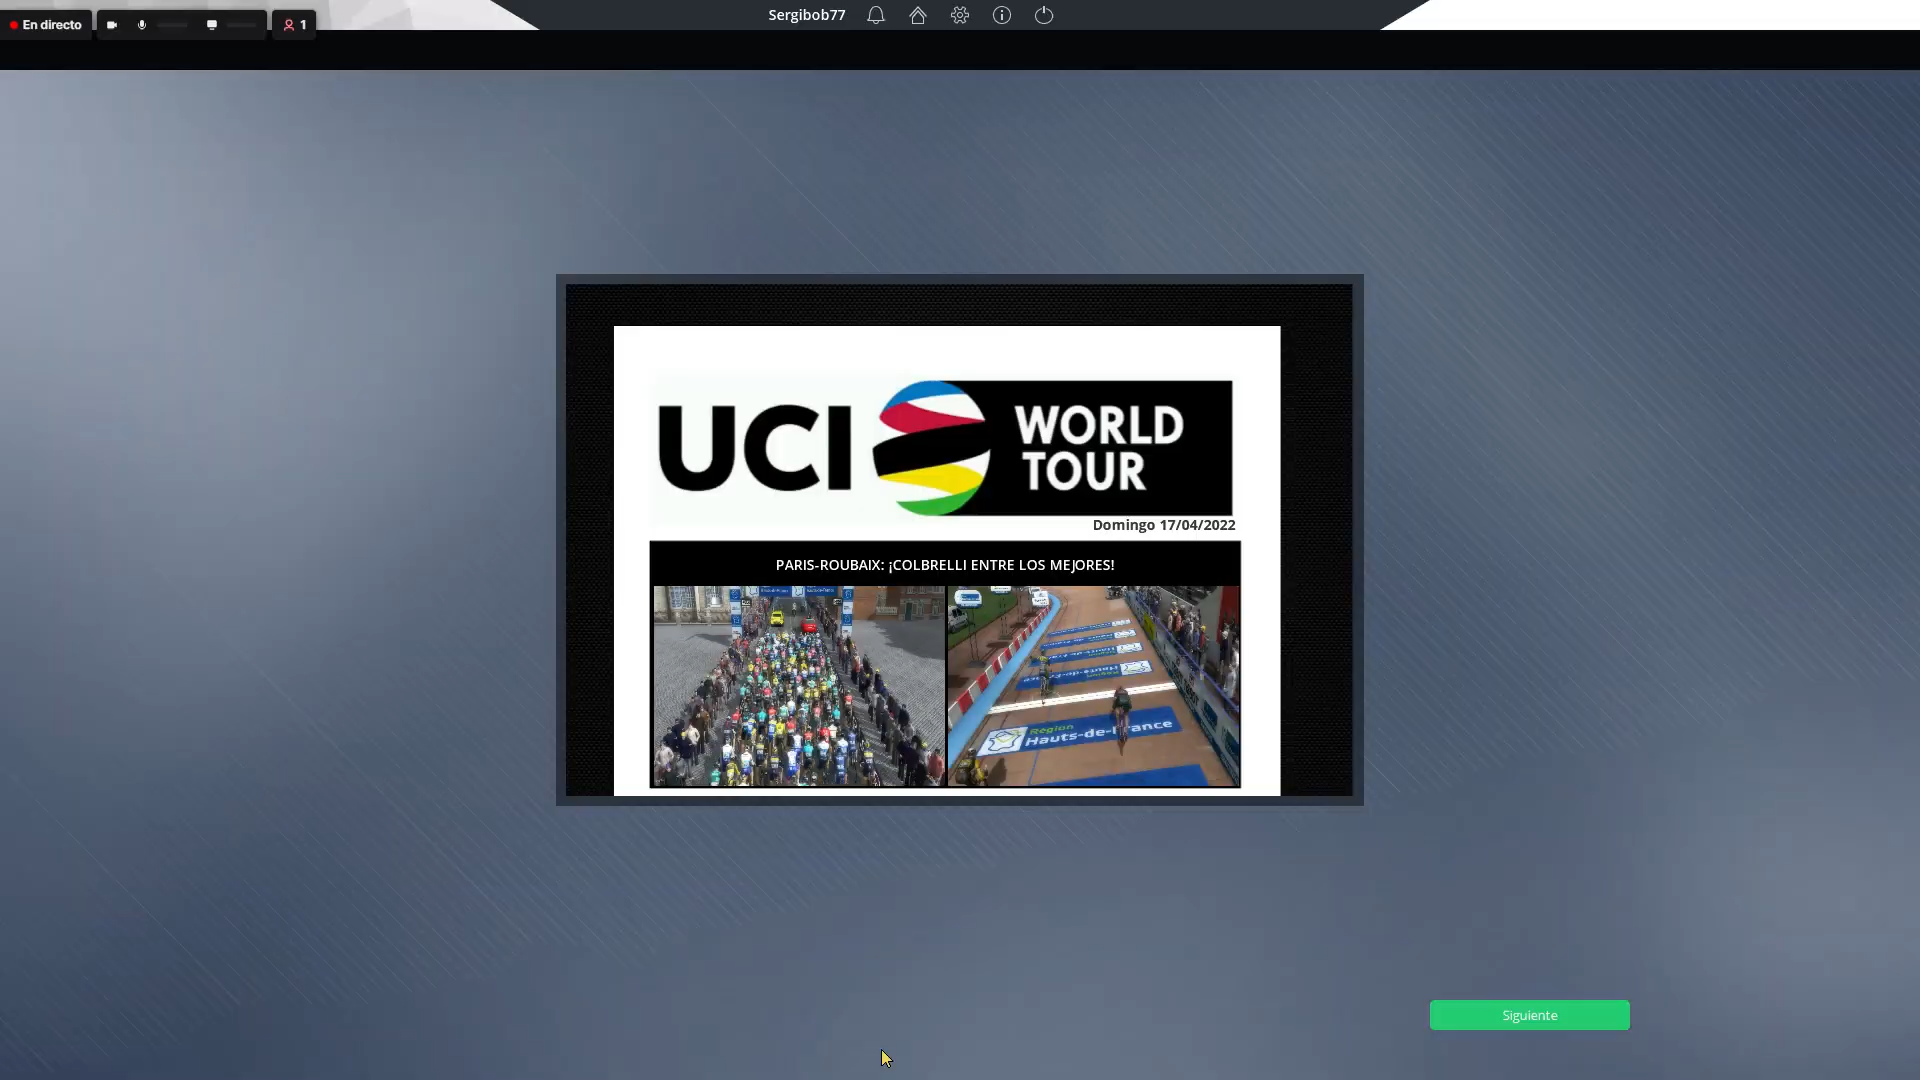 En directo
1
Sergibob77
UCI WORLD
TOUR
Domingo 17/04/2022
PARIS-ROUBAIX: ¡COLBRELLI ENTRE LOS MEJORES!
Région
Hauts-de-France
Siguiente